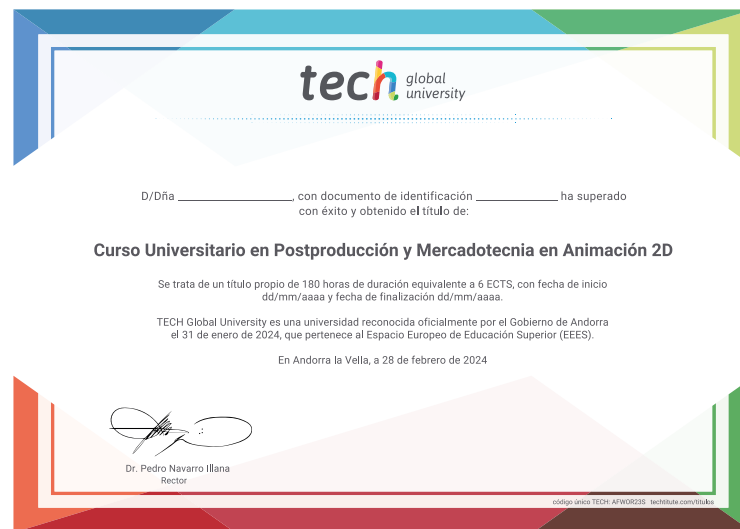 tech global university
D/Dña ____________________, con documento de identificación ______________ ha superado
con éxito y obtenido el título de:
Curso Universitario en Postproducción y Mercadotecnia en Animación 2D
Se trata de un título propio de 180 horas de duración equivalente a 6 ECTS, con fecha de inicio
dd/mm/aaaa y fecha de finalización dd/mm/aaaa.
TECH Global University es una universidad reconocida oficialmente por el Gobierno de Andorra
el 31 de enero de 2024, que pertenece al Espacio Europeo de Educación Superior (EEES).
En Andorra la Vella, a 28 de febrero de 2024
Dr. Pedro Navarro Illana
Rector
código único TECH: AFWOR23S techtitute.com/titulos